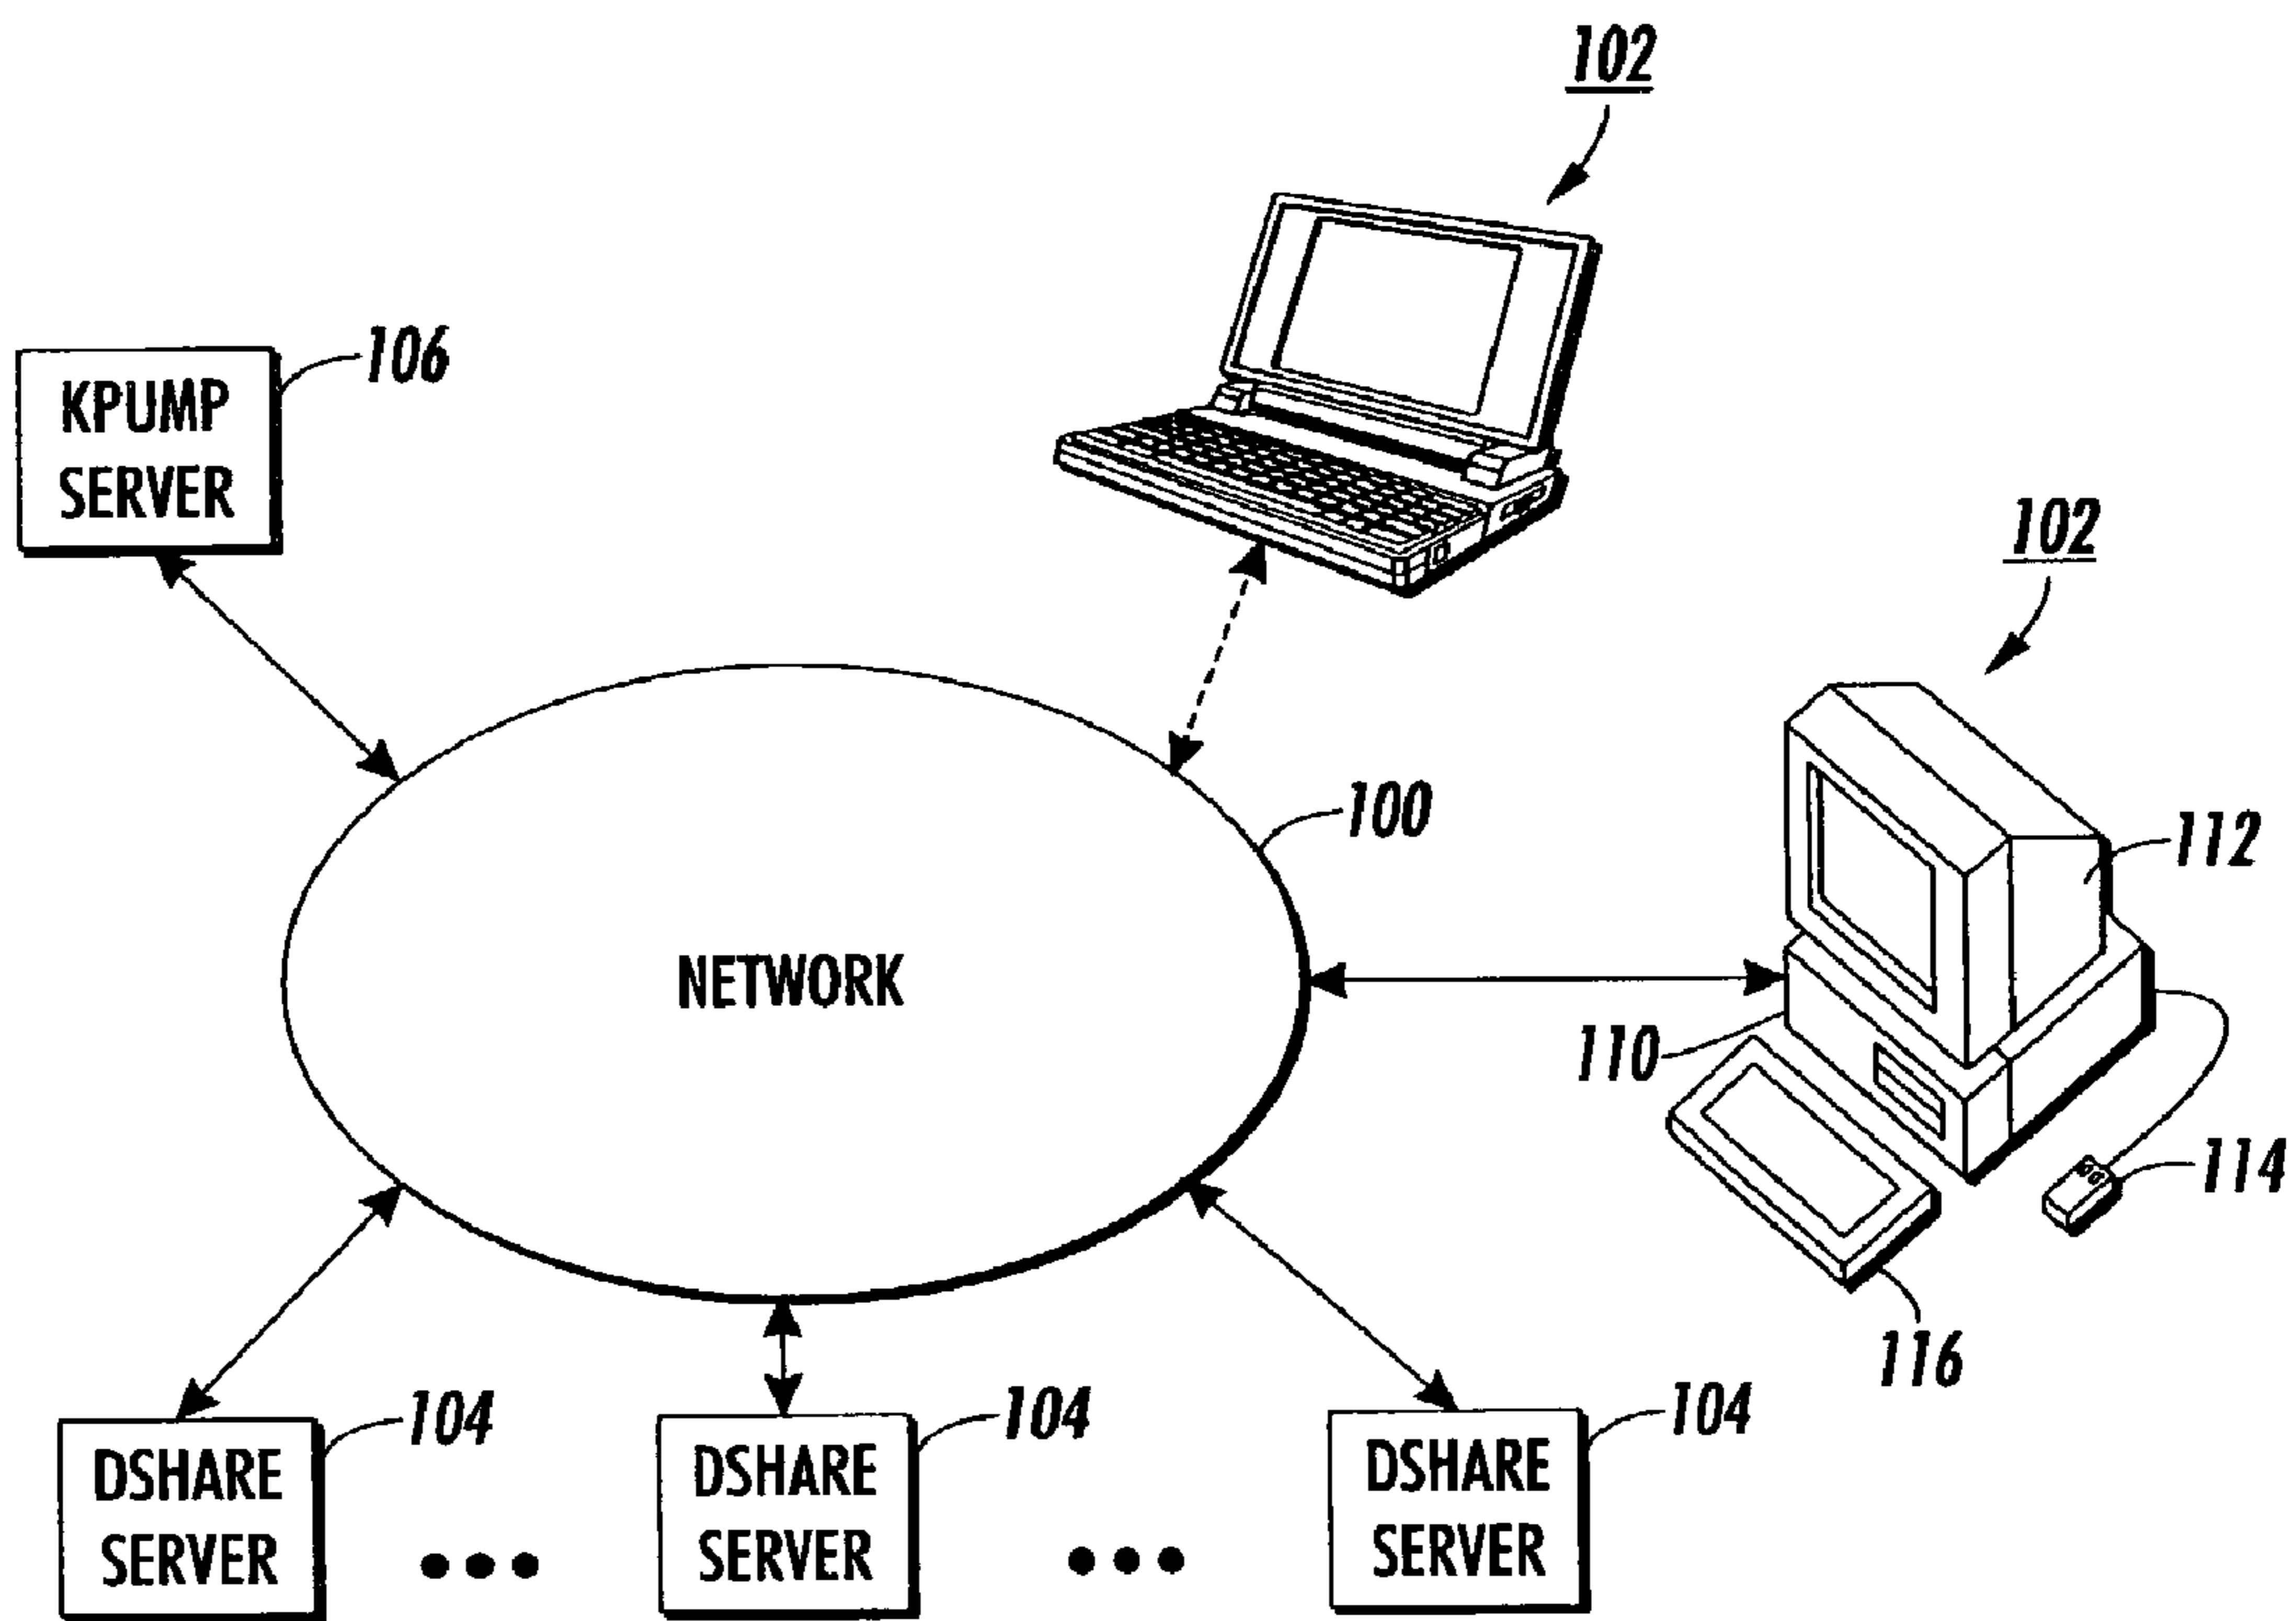 102
106
KPUMP
SERVER
102
100
112
NETWORK
110
114
116
104
104
104
DSHARE
SERVER
DSHARE
SERVER
DSHARE
SERVER